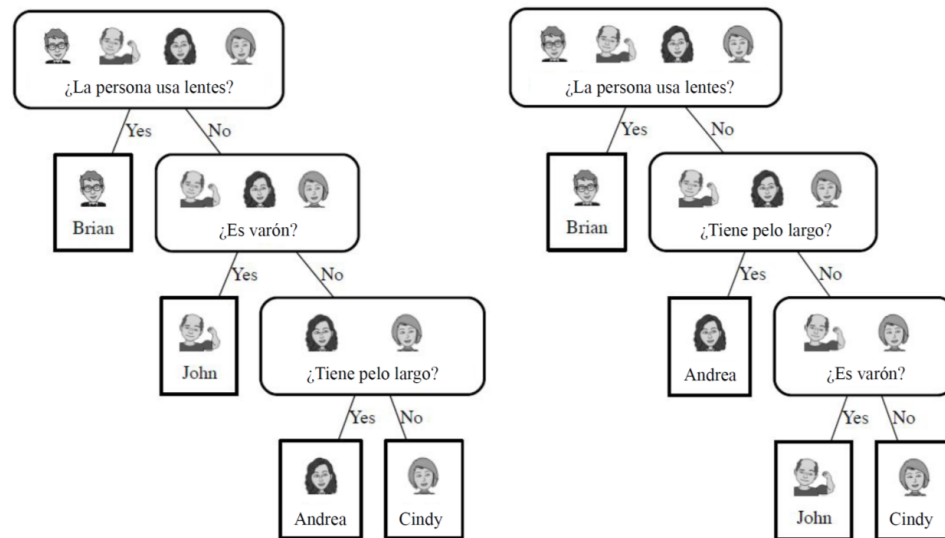 ¿La persona usa lentes?
Yes
No
Brian
¿Es varón?
Yes
No
John
¿Tiene pelo largo?
Yes
No
Andrea
Cindy
¿La persona usa lentes?
Yes
No
Brian
¿Tiene pelo largo?
Yes
No
Andrea
¿Es varón?
Yes
No
John
Cindy